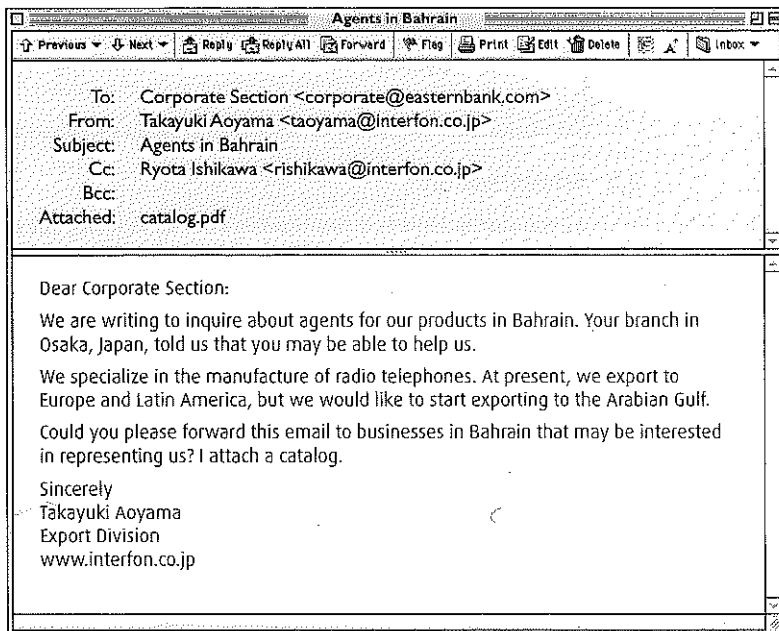 Agents in Bahrain
Previous Next Reply Reply All Forward Flag Print Edit Delete Inbox
To: Corporate Section <corporate@easternbank.com>
From: Takayuki Aoyama <taoyama@interfon.co.jp>
Subject: Agents in Bahrain
Cc: Ryota Ishikawa <rishikawa@interfon.co.jp>
Bcc:
Attached: catalog.pdf
Dear Corporate Section:
We are writing to inquire about agents for our products in Bahrain. Your branch in
Osaka, Japan, told us that you may be able to help us.
We specialize in the manufacture of radio telephones. At present, we export to
Europe and Latin America, but we would like to start exporting to the Arabian Gulf.
Could you please forward this email to businesses in Bahrain that may be interested
in representing us? I attach a catalog.
Sincerely
Takayuki Aoyama
Export Division
www.interfon.co.jp